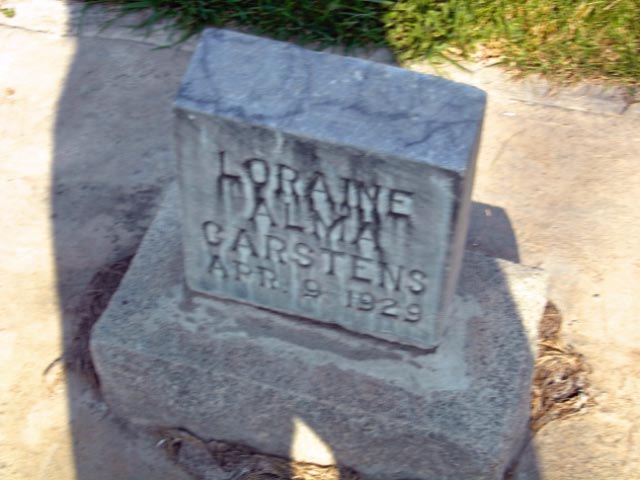 LORAINE
ALMA
CARSTENS
APR. 9 1929